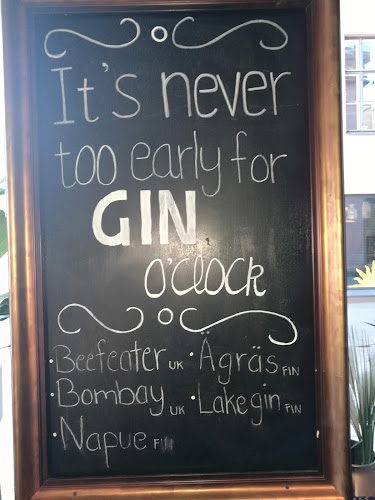 It's never
too early for
GIN
o'clock
·Beefeater UK ·Ägräs FIN
·Bombay UK ·Lakegin FIN
·Napue FIN